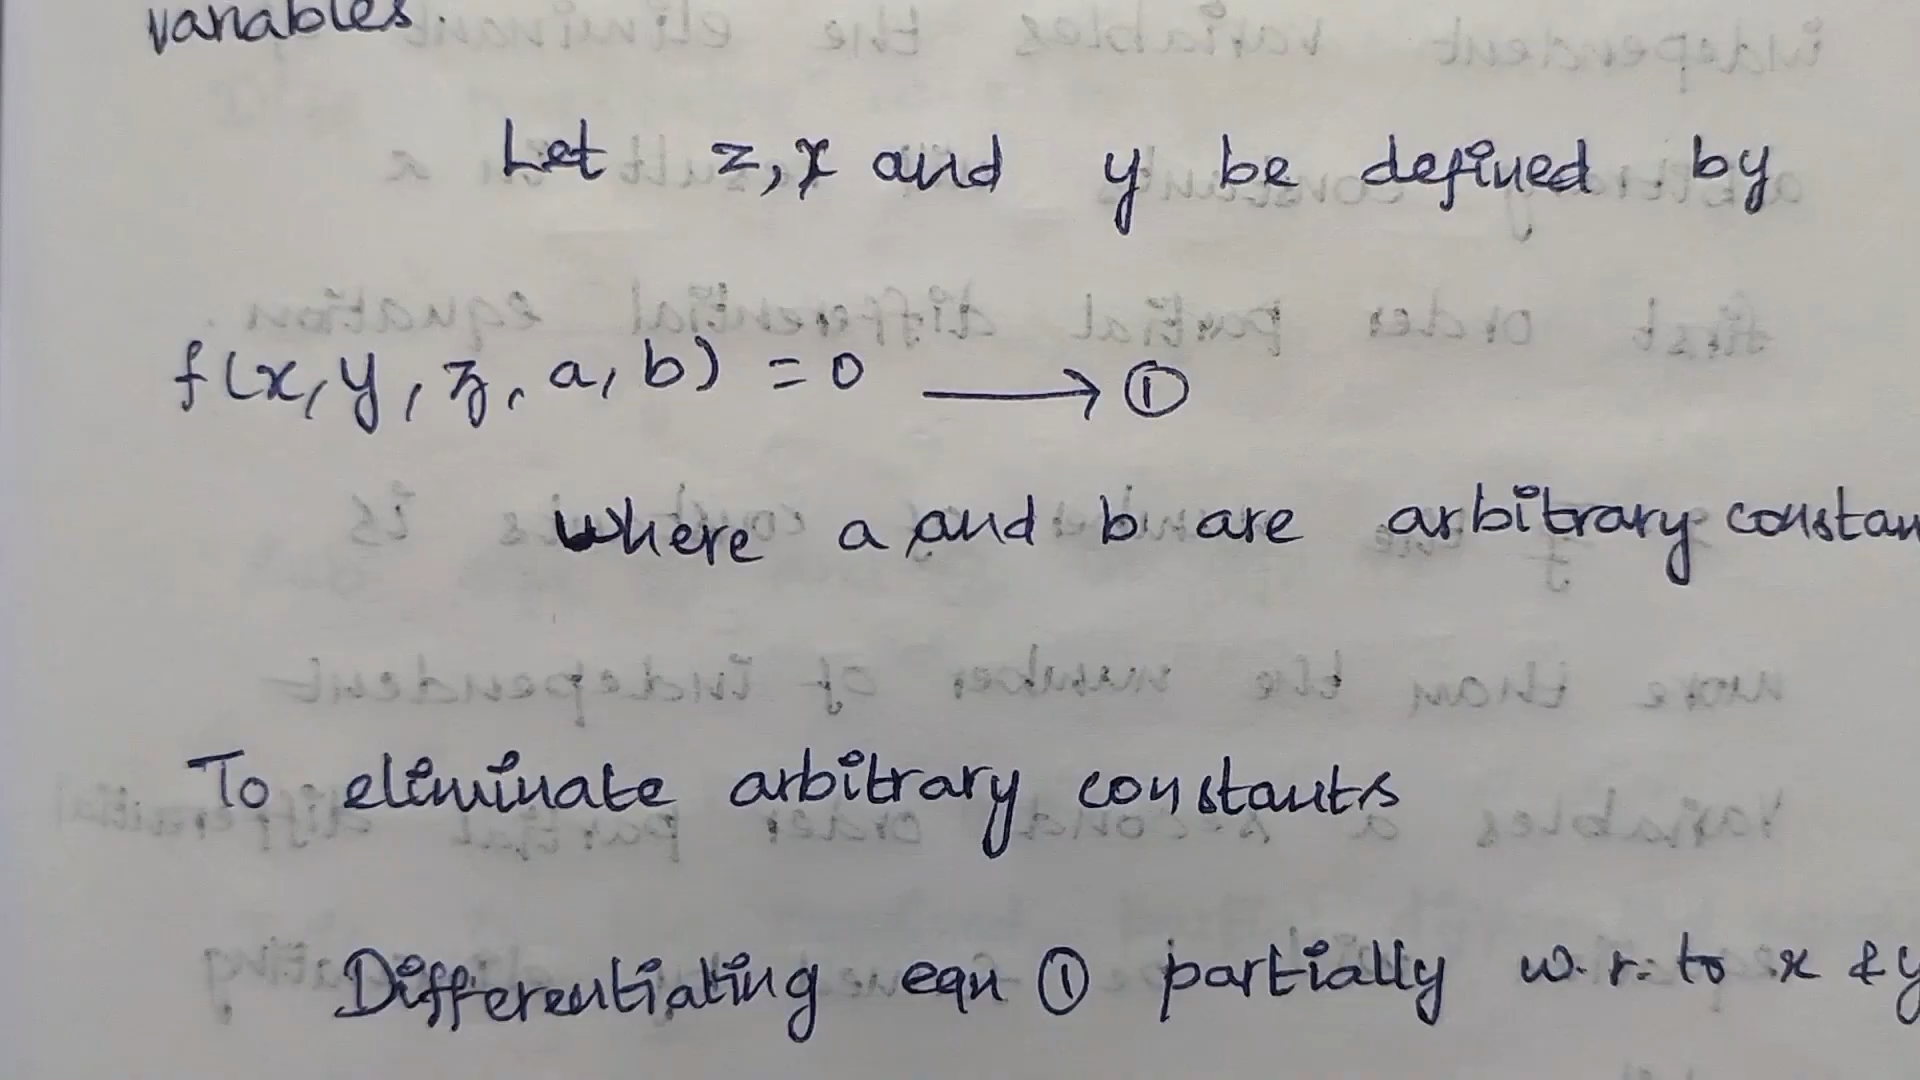 variables.
Let z, x and y be defined by
f(x, y, z, a, b) = 0 ⟶ ①
where a and b are arbitrary constan
To eliminate arbitrary constants
Differentiating eqn ① partially w.r. to x & y